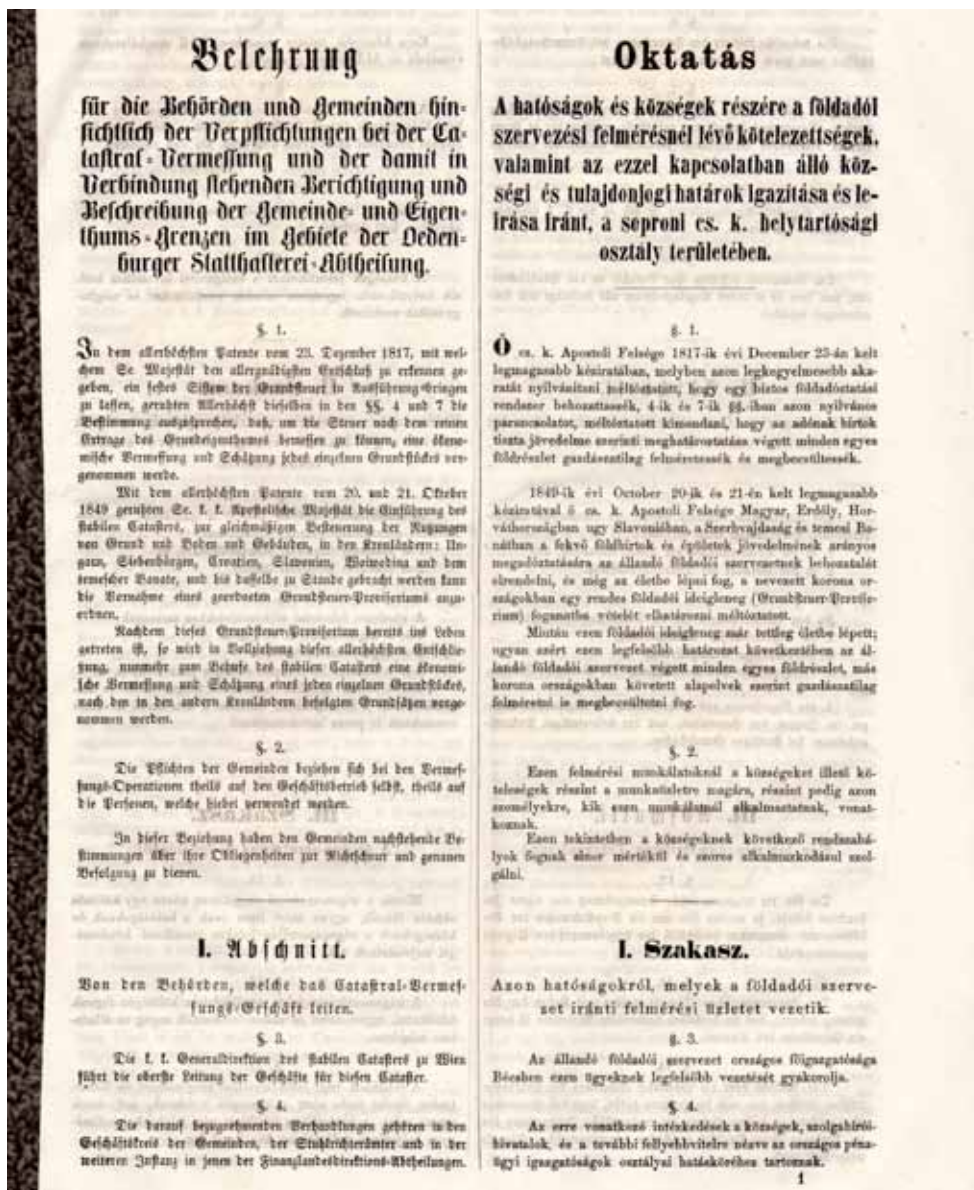 Belehrung
für die Behörden und Gemeinden hin-
sichtlich der Verpflichtungen bei der Ca-
tastral-Vermessung und der damit in
Verbindung stehenden Berichtigung und
Beschreibung der Gemeinde- und Eigen-
thums-Grenzen im Gebiete der Oeden-
burger Statthalterei-Abtheilung.
§. 1.
In dem allerhöchsten Patente vom 23. Dezember 1817, mit wel-
chem Se. Majestät den allergnädigsten Entschluß zu erkennen ge-
geben, ein festes Sistem der Grundsteuer in Ausführung bringen
zu lassen, geruhten Allerhöchst dieselben in den §§. 4 und 7 die
Bestimmung auszusprechen, daß, um die Steuer nach dem reinen
Ertrage des Grundeigenthumes bemessen zu können, eine ökono-
mische Vermessung und Schätzung jedes einzelnen Grundstückes vor-
genommen werde.
Mit dem allerhöchsten Patente vom 20. und 21. Oktober
1849 geruhten Se. k. k. Apostolische Majestät die Einführung des
stabilen Catasters, zur gleichmäßigen Besteuerung der Nutzungen
von Grund und Boden und Gebäuden, in den Kronländern: Un-
garn, Siebenbürgen, Croatien, Slavonien, Woiwodina und dem
temescher Banate, und bis dasselbe zu Stande gebracht werden kann
die Vornahme eines geordneten Grundsteuer-Provisoriums anzu-
ordnen.
Nachdem dieses Grundsteuer-Provisorium bereits ins Leben
getreten ist, so wird in Vollziehung dieser allerhöchsten Entschlie-
ßung, nunmehr zum Behufe des stabilen Catasters eine ökonomi-
sche Vermessung und Schätzung eines jeden einzelnen Grundstückes,
nach den in den andern Kronländern befolgten Grundsätzen vorge-
nommen werden.
§. 2.
Die Pflichten der Gemeinden beziehen sich bei den Vermes-
sungs-Operationen theils auf den Geschäftsbetrieb selbst, theils auf
die Personen, welche hiebei verwendet werden.
In dieser Beziehung haben den Gemeinden nachstehende Be-
stimmungen über ihre Obliegenheiten zur Richtschnur und genauen
Befolgung zu dienen.
I. Abschnitt.
Von den Behörden, welche das Catastral-Vermes-
sungs-Geschäft leiten.
§. 3.
Die k. k. Generaldirektion des stabilen Catasters zu Wien
führt die oberste Leitung der Geschäfte für diesen Cataster.
§. 4.
Die darauf bezugnehmenden Verhandlungen gehören in den
Geschäftskreis der Gemeinden, der Stuhlrichterämter und in der
weiteren Instanz in jenen der Finanzlandesdirektions-Abtheilungen.
Oktatás
A hatóságok és községek részére a földadói
szervezési felmérésnél lévő kötelezettségek,
valamint az ezzel kapcsolatban álló köz-
ségi és tulajdonjogi határok igazítása és le-
irása iránt, a soproni cs. k. helytartósági
osztály területében.
§. 1.
Ő cs. k. Apostoli Felsége 1817-ik évi December 23-án kelt
legmagasabb kéziratában, melyben azon legkegyelmesebb aka-
ratát nyilvánítani méltóztatott, hogy egy biztos földadóztatási
rendszer behozattassék, 4-ik és 7-ik §§.-iban azon nyilvános
parancsolatot, méltóztatott kimondani, hogy az adónak birtok
tiszta jövedelme szerinti meghatároztatása végett minden egyes
földrészlet gazdászatilag felméretessék és megbecsültessék.
1849-ik évi October 20-ik és 21-én kelt legmagasabb
kéziratával ő cs. k. Apostoli Felsége Magyar, Erdély, Hor-
váthországban ugy Slavoniában, a Szerbvajdaság és temesi Ba-
nátban a fekvő földbirtok és épületek jövedelmének arányos
megadóztatására az állandó földadói szervezetnek behozatalát
elrendelni, és míg az életbe lépni fog, a nevezett korona or-
szágokban egy rendes földadói ideigleneg (Grundsteuer-Proviso-
rium) foganatba vételét elhatározni méltóztatott.
Miután ezen földadói ideigleneg már tettleg életbe lépett;
ugyan azért ezen legfelsőbb határozat következtében az ál-
landó földadói szervezet végett minden egyes földrészlet, más
korona országokban követett alapelvek szerint gazdászatilag
felméretni is megbecsültetni fog.
§. 2.
Ezen felmérési munkálatoknál a községeket illeti kö-
telességek részint a munkaüzletre magára, részint pedig azon
személyekre, kik ezen munkálatnál alkalmaztatnak, vonat-
koznak.
Ezen tekintetben a községeknek következő rendszabá-
lyok fognak sinor mértékül és szoros alkalmazkodásul szol-
gálni.
I. Szakasz.
Azon hatóságokról, melyek a földadói szerve-
zet iránti felmérési üzletet vezetik.
§. 3.
Az állandó földadói szervezet országos főigazgatósága
Bécsben ezen ügyeknek legfelsőbb vezetését gyakorolja.
§. 4.
Az erre vonatkozó intézkedések a községek, szolgabírói-
hivatalok, és a további fellyebbvitelre nézve az országos pénz-
ügyi igazgatóságok osztályai hatásköréhez tartoznak.
1